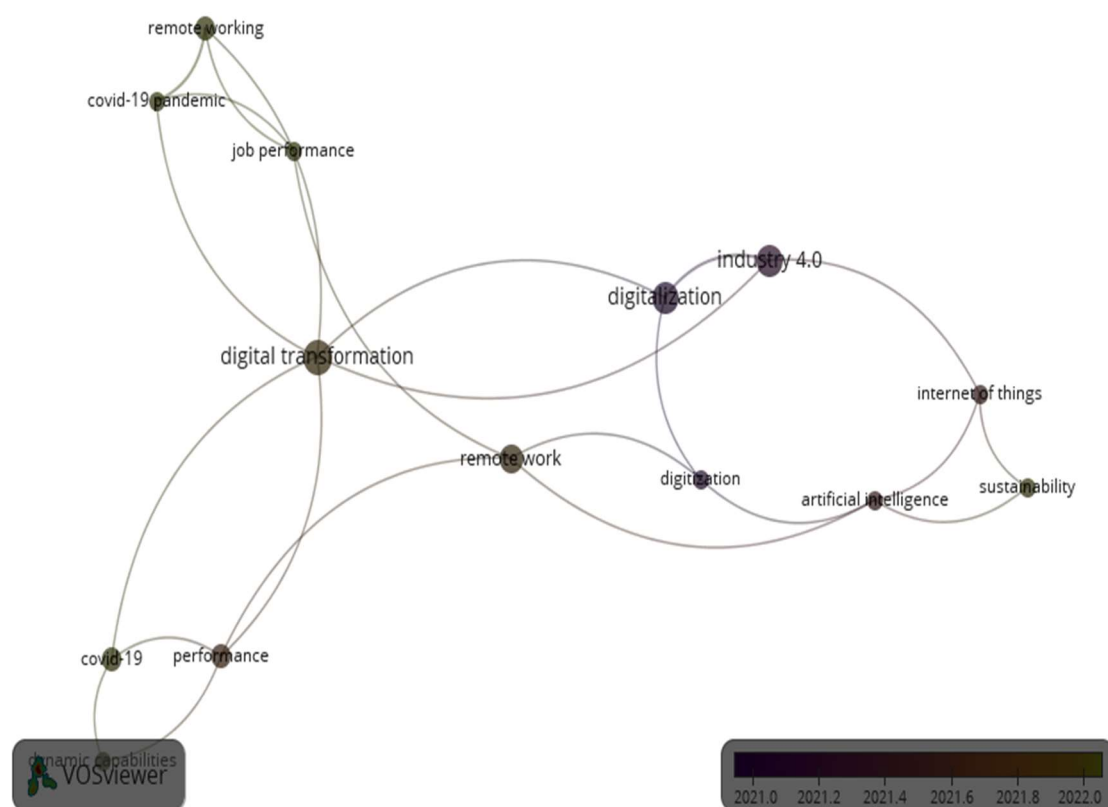 remote working
covid-19 pandemic
job performance
industry 4.0
digitalization
digital transformation
internet of things
remote work
digitization
artificial intelligence
sustainability
covid-19
performance
dynamic capabilities
VOSviewer
2021.0 2021.2 2021.4 2021.6 2021.8 2022.0